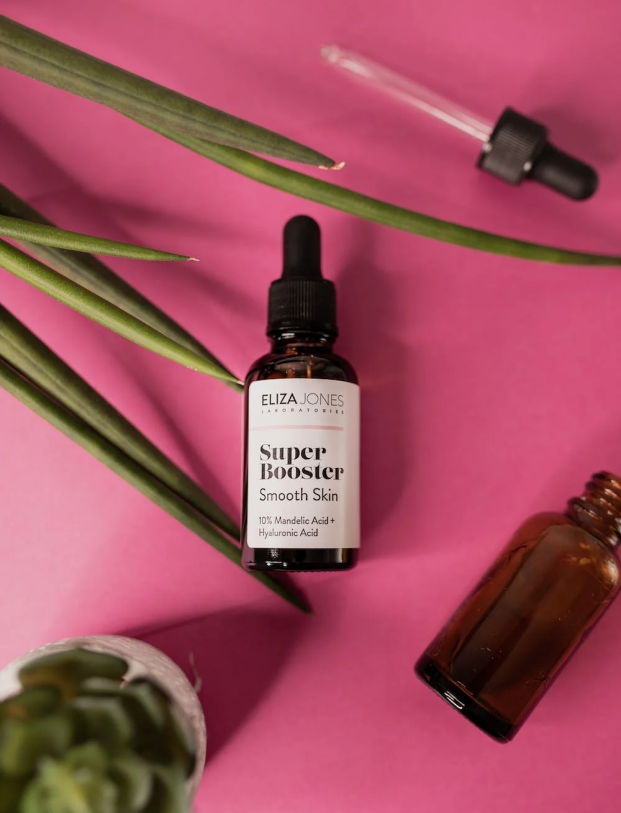 ELIZA JONES
LABORATORIES
Super
Booster
Smooth Skin
10% Mandelic Acid +
Hyaluronic Acid